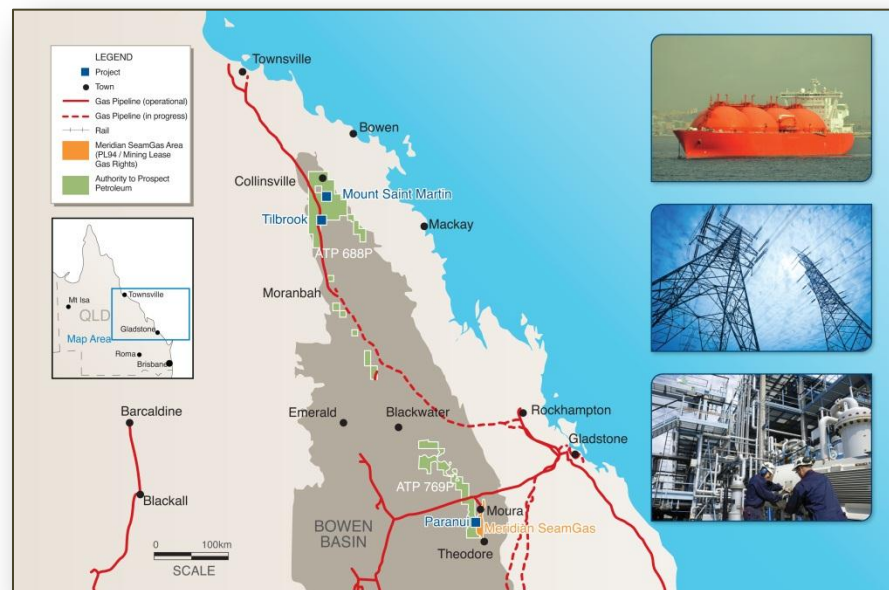 LEGEND
Project
Town
Gas Pipeline (operational)
Gas Pipeline (in progress)
Rail
Meridian SeamGas Area
(PL94 / Mining Lease
Gas Rights)
Authority to Prospect
Petroleum
Townsville
Bowen
Collinsville
Mount Saint Martin
Tilbrook
Mackay
ATP 688P
Moranbah
Townsville
Mt Isa
QLD
Gladstone
Map Area
Roma
Brisbane
Barcaldine
Emerald
Blackwater
Rockhampton
Gladstone
Blackall
ATP 769P
Moura
Paranui
Meridian SeamGas
BOWEN
BASIN
Theodore
0 100km
SCALE